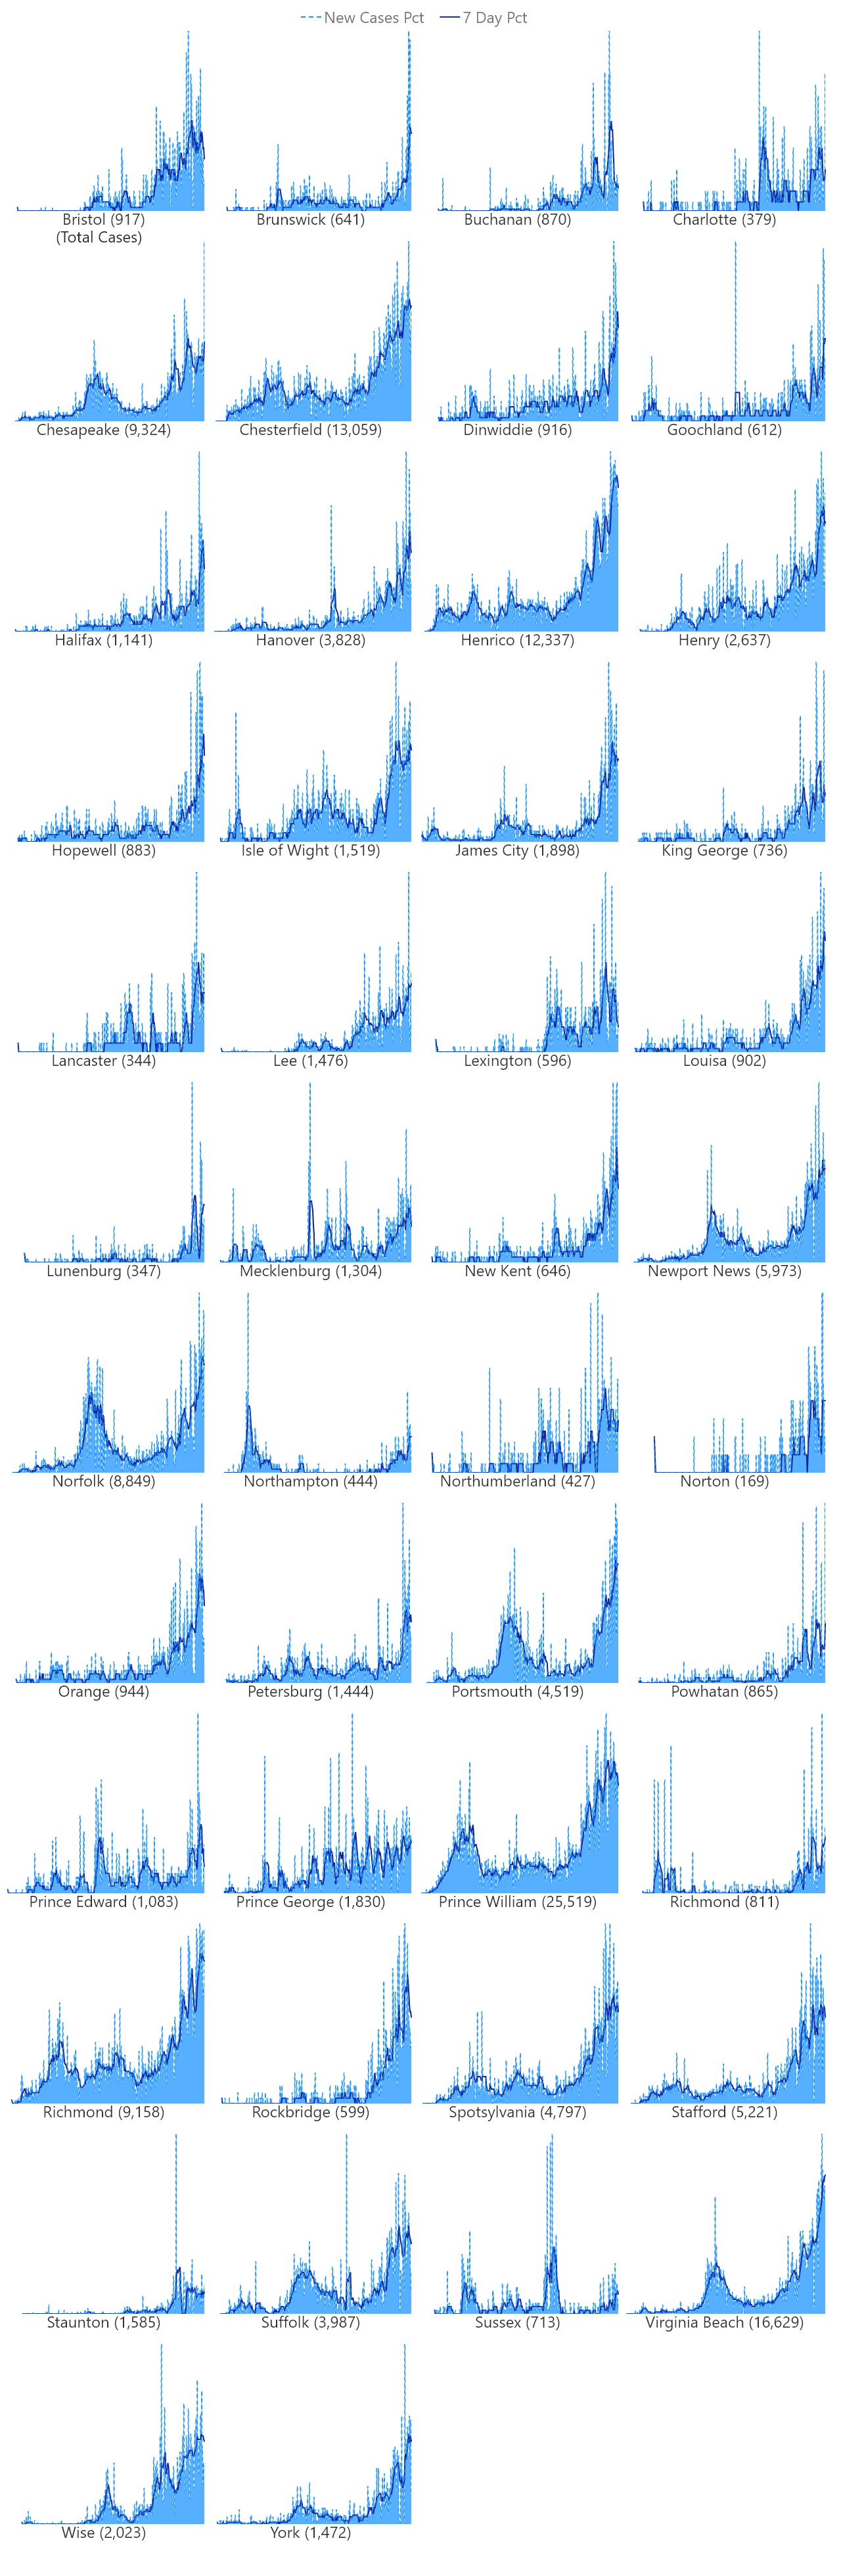 New Cases Pct 7 Day Pct
Bristol (917) Brunswick (641) Buchanan (870) Charlotte (379)
(Total Cases)
Chesapeake (9,324) Chesterfield (13,059) Dinwiddie (916) Goochland (612)
Halifax (1,141) Hanover (3,828) Henrico (12,337) Henry (2,637)
Hopewell (883) Isle of Wight (1,519) James City (1,898) King George (736)
Lancaster (344) Lee (1,476) Lexington (596) Louisa (902)
Lunenburg (347) Mecklenburg (1,304) New Kent (646) Newport News (5,973)
Norfolk (8,849) Northampton (444) Northumberland (427) Norton (169)
Orange (944) Petersburg (1,444) Portsmouth (4,519) Powhatan (865)
Prince Edward (1,083) Prince George (1,830) Prince William (25,519) Richmond (811)
Richmond (9,158) Rockbridge (599) Spotsylvania (4,797) Stafford (5,221)
Staunton (1,585) Suffolk (3,987) Sussex (713) Virginia Beach (16,629)
Wise (2,023) York (1,472)